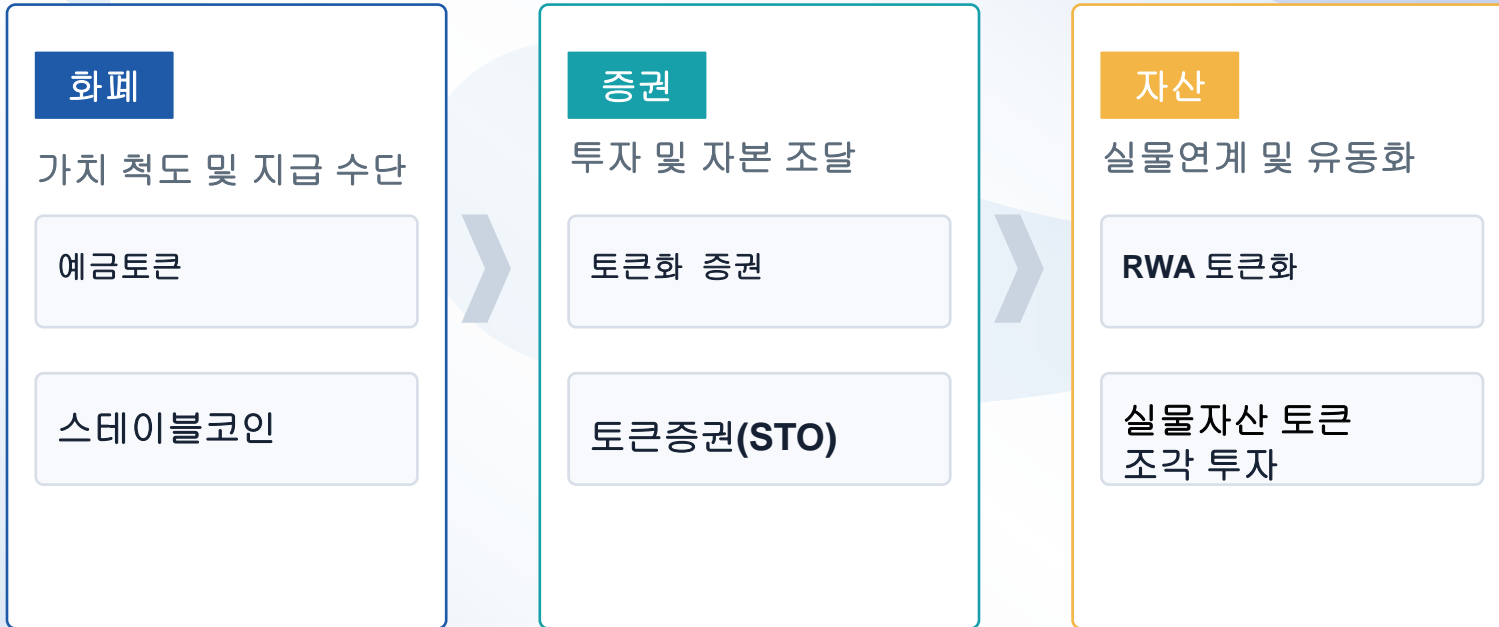 화폐
가치 척도 및 지급 수단
예금토큰
스테이블코인
증권
투자 및 자본 조달
토큰화 증권
토큰증권(STO)
자산
실물연계 및 유동화
RWA 토큰화
실물자산 토큰
조각 투자